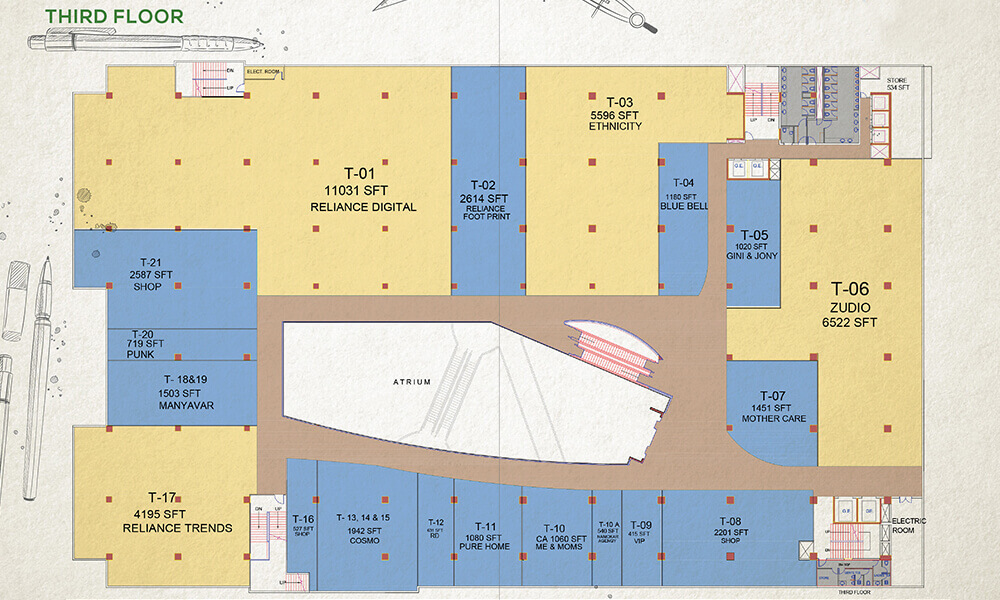 THIRD FLOOR
DN
ELECT. ROOM
UP
STORE
534 SFT
T-03
5596 SFT
ETHNICITY
UP DN
T-01
11031 SFT
RELIANCE DIGITAL
T-02
2614 SFT
RELIANCE
FOOT PRINT
T-04
1180 SFT
BLUE BELL
T-05
1020 SFT
GINI & JONY
T-21
2587 SFT
SHOP
T-06
ZUDIO
6522 SFT
T-20
719 SFT
PUNK
T- 18&19
1503 SFT
MANYAVAR
ATRIUM
T-07
1451 SFT
MOTHER CARE
T-17
4195 SFT
RELIANCE TRENDS
DN UP
UP
T-16
527 SFT
SHOP
T- 13, 14 & 15
1942 SFT
COSMO
T-12
RD
T-11
1080 SFT
PURE HOME
T-10
CA 1060 SFT
ME & MOMS
T-10 A
540 SFT
T-09
415 SFT
VIP
T-08
2201 SFT
SHOP
ELECTRIC
ROOM
UP
THIRD FLOOR